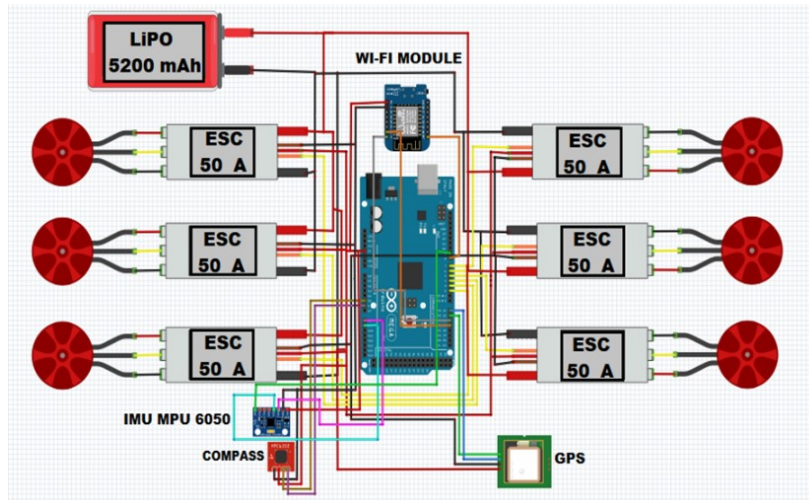 LiPO
5200 mAh
WI-FI MODULE
ESC
50 A
ESC
50 A
ESC
50 A
ESC
50 A
ESC
50 A
ESC
50 A
IMU MPU 6050
COMPASS
GPS